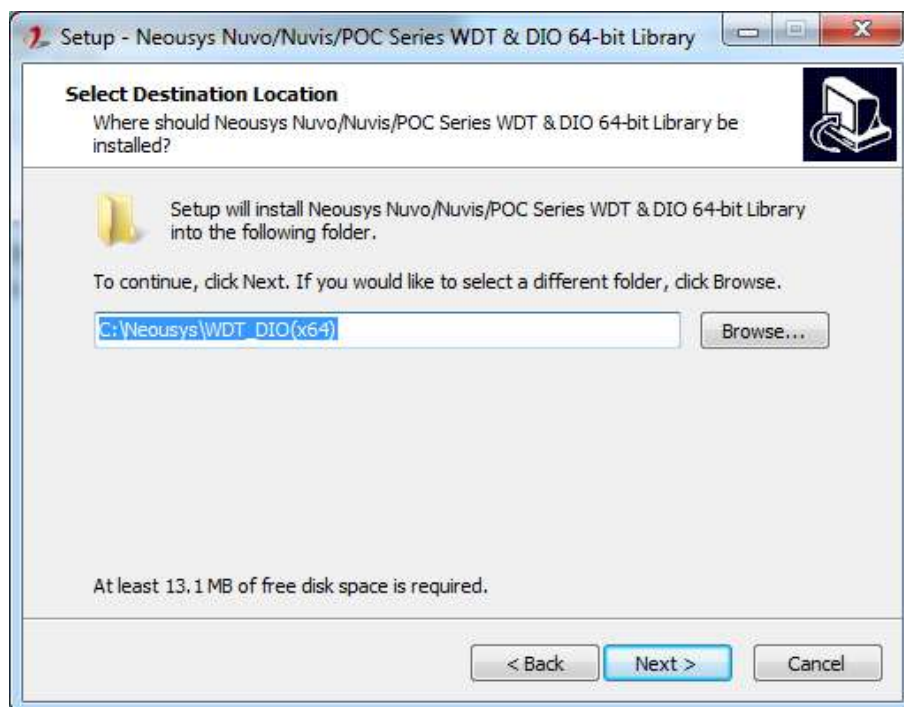 Setup - Neousys Nuvo/Nuvis/POC Series WDT & DIO 64-bit Library
Select Destination Location
Where should Neousys Nuvo/Nuvis/POC Series WDT & DIO 64-bit Library be
installed?
Setup will install Neousys Nuvo/Nuvis/POC Series WDT & DIO 64-bit Library
into the following folder.
To continue, click Next. If you would like to select a different folder, click Browse.
C:\Neousys\WDT_DIO(x64)
Browse...
At least 13.1 MB of free disk space is required.
< Back
Next >
Cancel